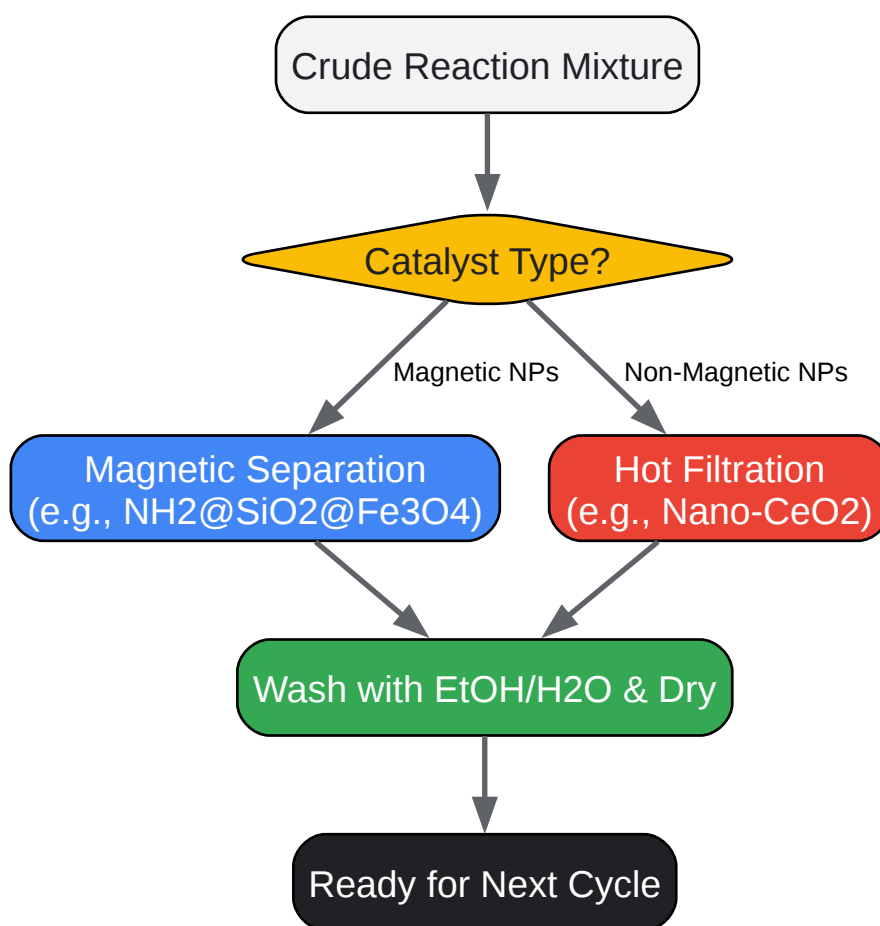 Crude Reaction Mixture
Catalyst Type?
Magnetic NPs
Non-Magnetic NPs
Magnetic Separation
(e.g., NH2@SiO2@Fe3O4)
Hot Filtration
(e.g., Nano-CeO2)
Wash with EtOH/H2O & Dry
Ready for Next Cycle